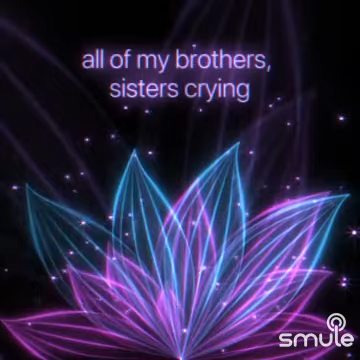 all of my brothers,
sisters crying
smule